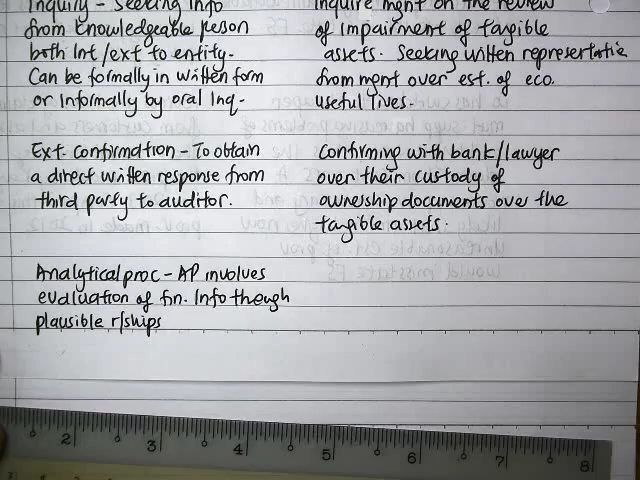 Inquiry - Seeking info
from knowledgeable person
both Int/ext to entity.
Can be formally in written form
or informally by oral Inq.
Inquire mgnt on the review
of impairment of tangible
assets. Seeking written representatio
from mgnt over est. of eco.
useful lives.
Ext. confirmation - To obtain
a direct written response from
third party to auditor.
Confirming with bank/lawyer
over their custody of
ownership documents over the
tangible assets.
Analytical proc - AP involves
evaluation of fin. Info though
plausible r/ships
2 3 4 5 6 7 8